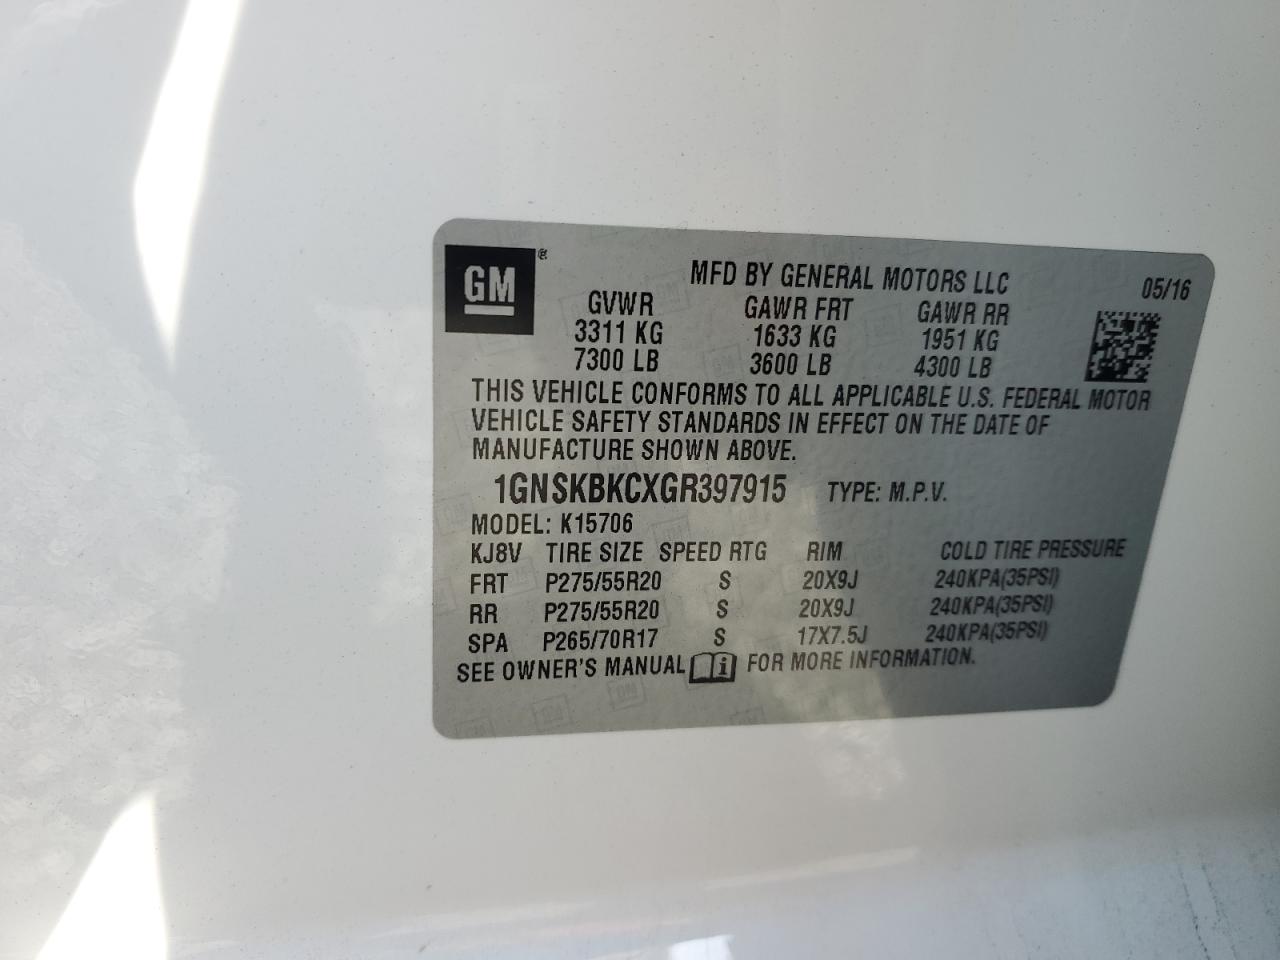 GM ®
MFD BY GENERAL MOTORS LLC 05/16
GVWR GAWR FRT GAWR RR
3311 KG 1633 KG 1951 KG
7300 LB 3600 LB 4300 LB
THIS VEHICLE CONFORMS TO ALL APPLICABLE U.S. FEDERAL MOTOR
VEHICLE SAFETY STANDARDS IN EFFECT ON THE DATE OF
MANUFACTURE SHOWN ABOVE.
1GNSKBKCXGR397915 TYPE: M.P.V.
MODEL: K15706
KJ8V TIRE SIZE SPEED RTG RIM COLD TIRE PRESSURE
FRT P275/55R20 S 20X9J 240KPA(35PSI)
RR P275/55R20 S 20X9J 240KPA(35PSI)
SPA P265/70R17 S 17X7.5J 240KPA(35PSI)
SEE OWNER'S MANUAL i FOR MORE INFORMATION.